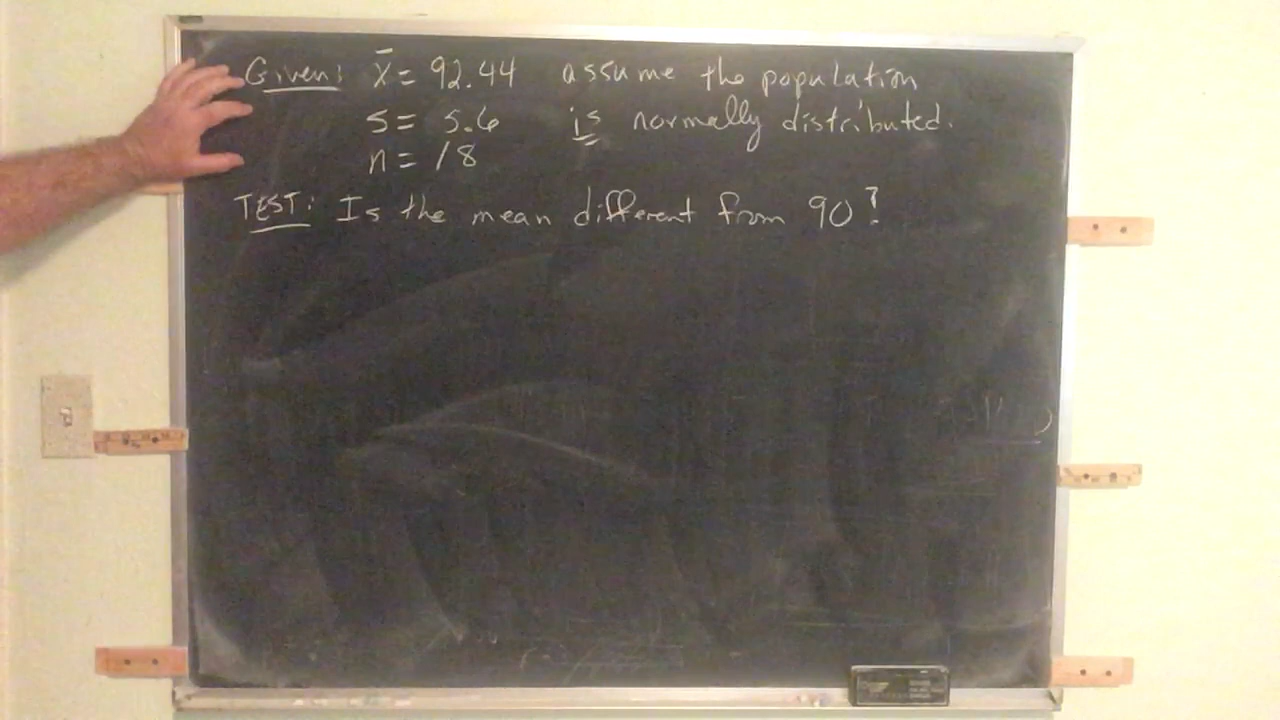 Given: x̄ = 92.44 assume the population
s = 5.6 is normally distributed.
n = 18
TEST: Is the mean different from 90?